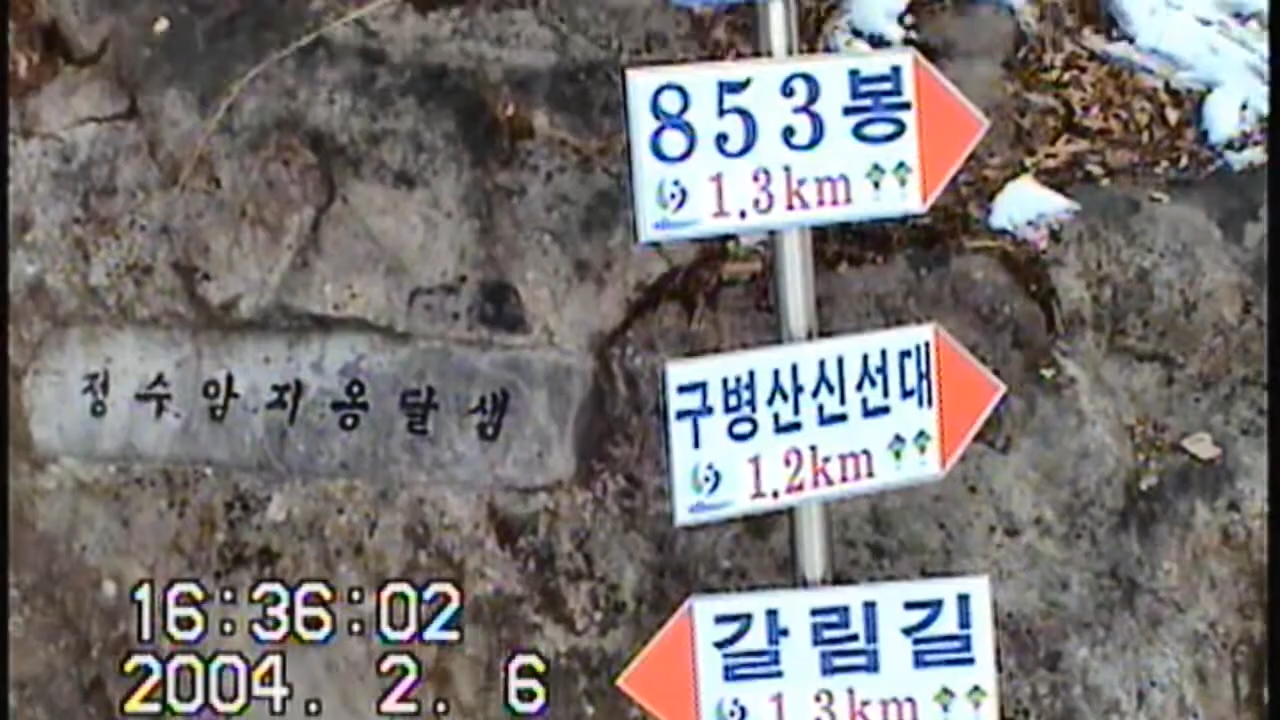 853봉
1.3km
정수암지옹달샘
구병산신선대
1.2km
갈림길
1.3km
16:36:02
2004. 2. 6